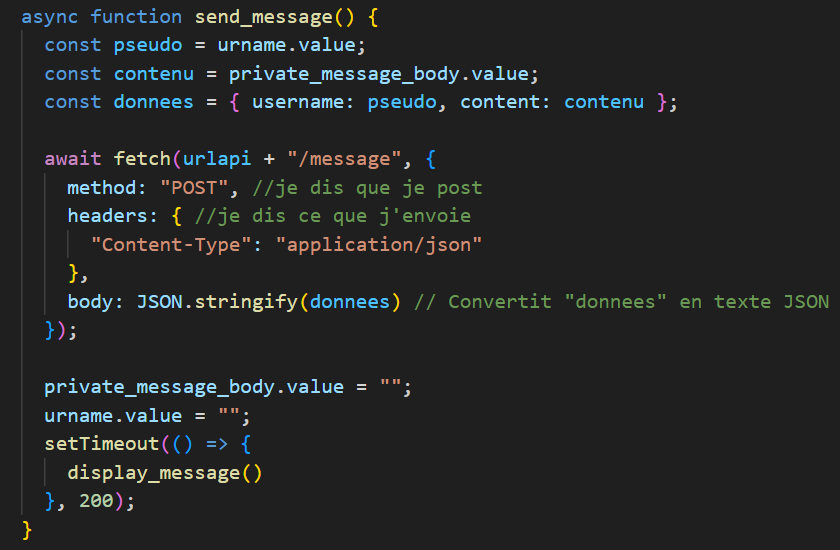 async function send_message() {
  const pseudo = urname.value;
  const contenu = private_message_body.value;
  const donnees = { username: pseudo, content: contenu };

  await fetch(urlapi + "/message", {
    method: "POST", //je dis que je post
    headers: { //je dis ce que j'envoie
      "Content-Type": "application/json"
    },
    body: JSON.stringify(donnees) // Convertit "donnees" en texte JSON
  });

  private_message_body.value = "";
  urname.value = "";
  setTimeout(() => {
    display_message()
  }, 200);
}